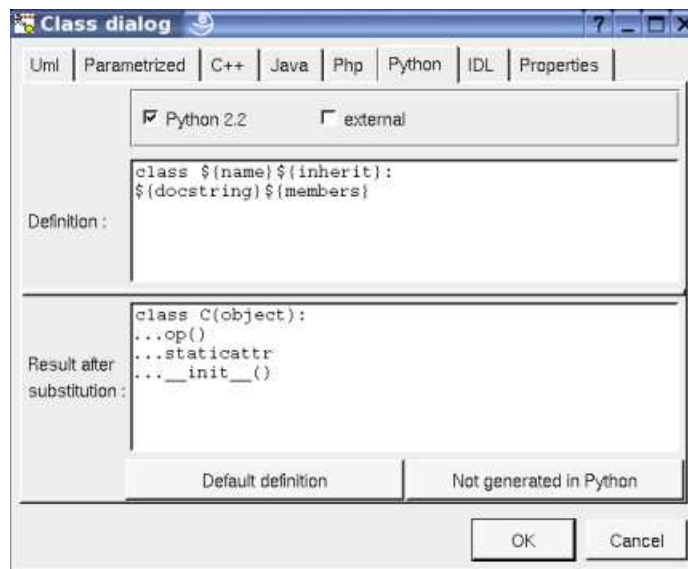 Class dialog
?
Uml Parametrized C++ Java Php Python IDL Properties
Python 2.2 external
Definition :
class ${name}${inherit}:
${docstring}${members}
Result after
substitution :
class C(object):
...op()
...staticattr
...__init__()
Default definition Not generated in Python
OK Cancel